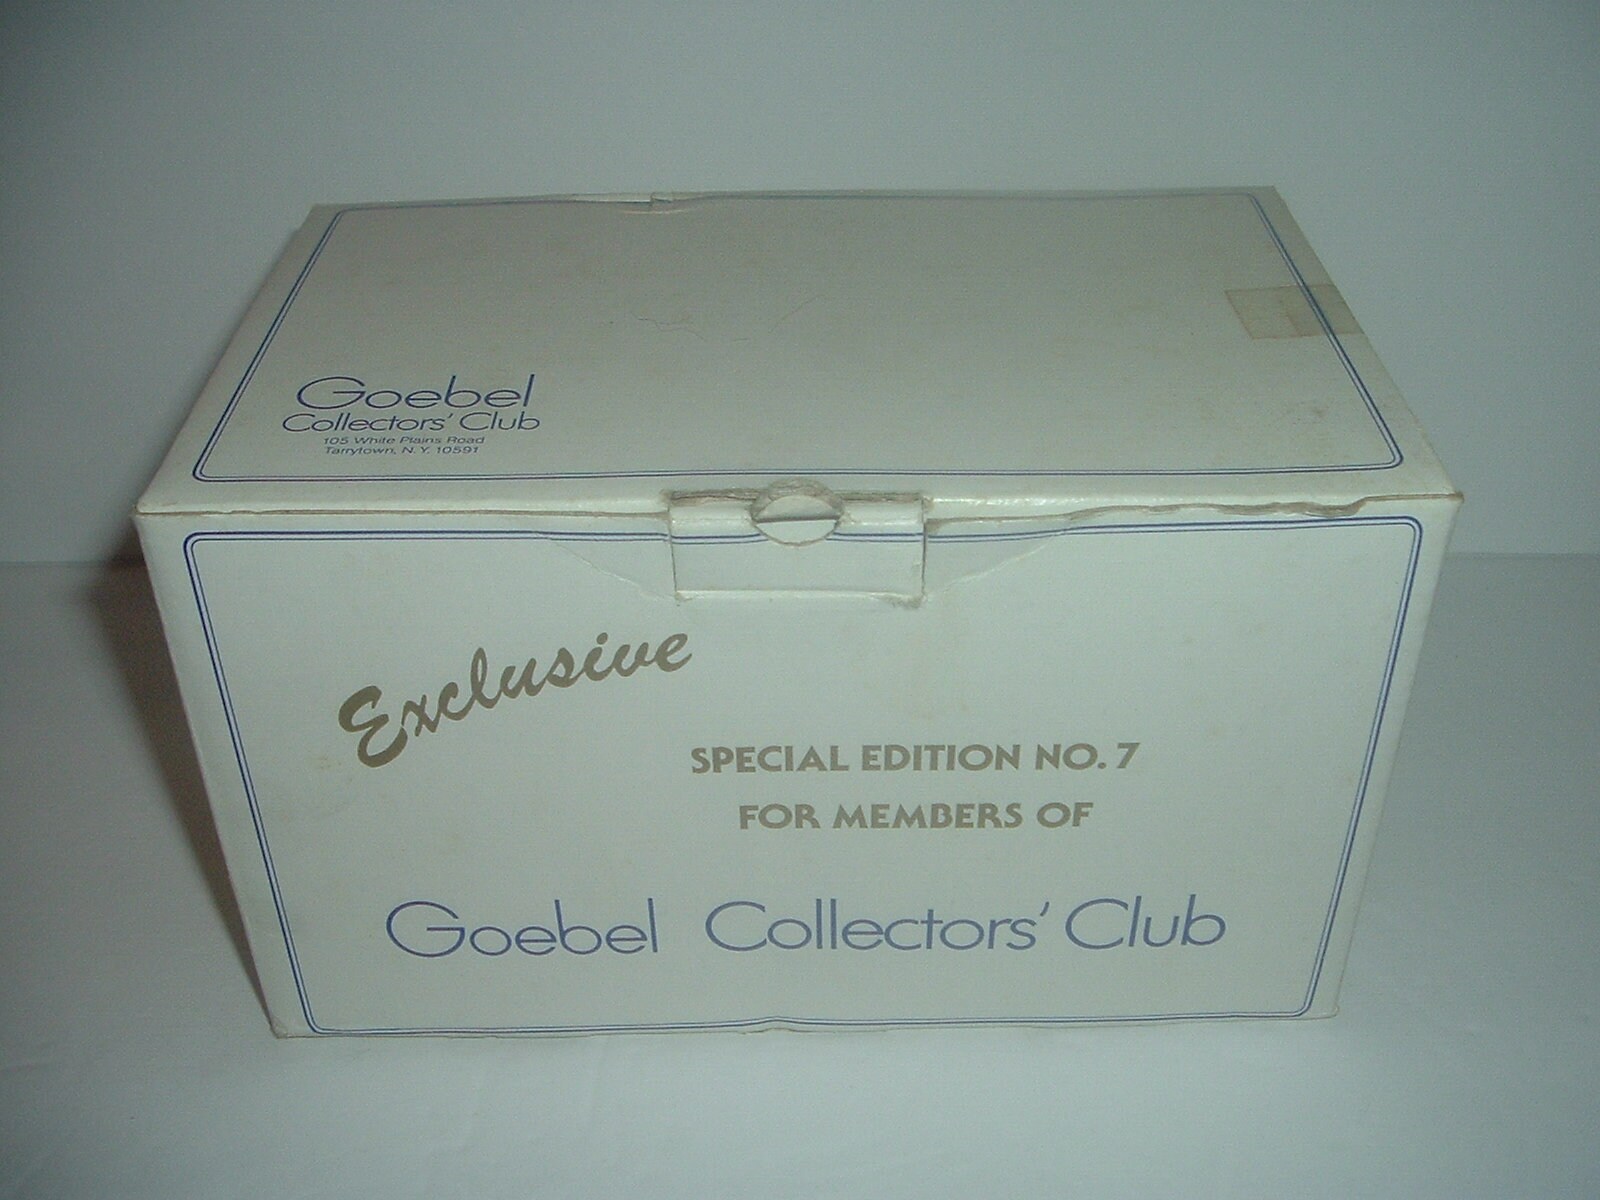 Goebel
Collectors' Club
105 White Plains Road
Tarrytown, N.Y. 10591
Exclusive
SPECIAL EDITION NO. 7
FOR MEMBERS OF
Goebel Collectors' Club